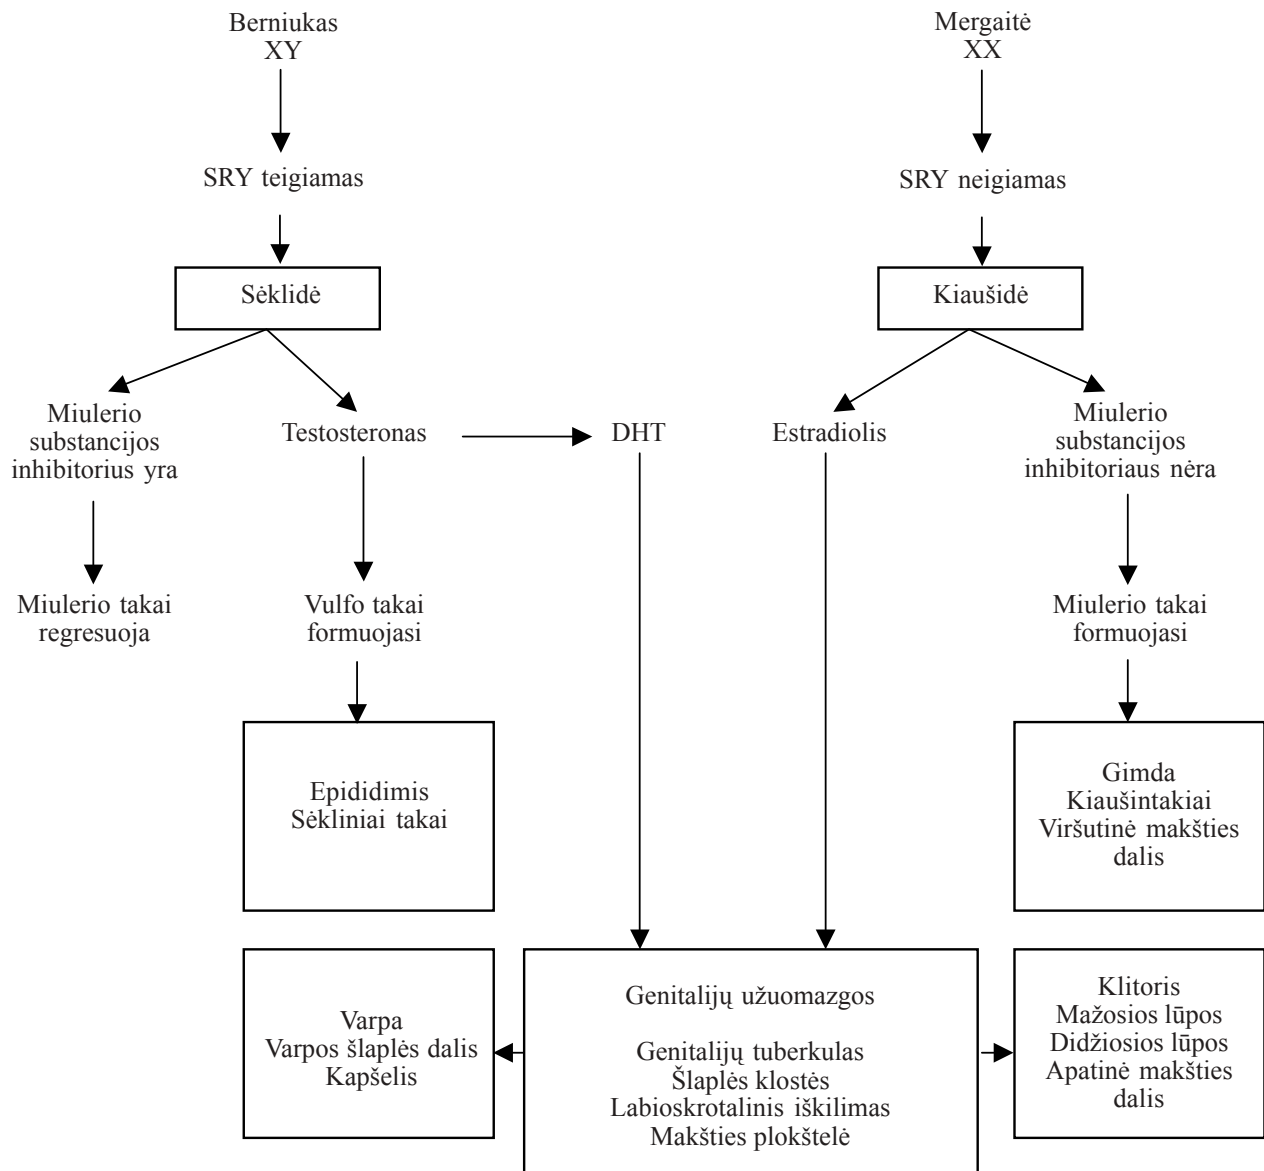 Berniukas
XY
Mergaitė
XX
SRY teigiamas
SRY neigiamas
Sėklidė
Kiaušidė
Miulerio
substancijos
inhibitorius yra
Testosteronas
DHT
Estradiolis
Miulerio
substancijos
inhibitoriaus nėra
Miulerio takai
regresuoja
Vulfo takai
formuojasi
Miulerio takai
formuojasi
Epididimis
Sėkliniai takai
Gimda
Kiaušintakiai
Viršutinė makšties
dalis
Varpa
Varpos šlaplės dalis
Kapšelis
Genitalijų užuomazgos
Genitalijų tuberkulas
Šlaplės klostės
Labioskrotalinis iškilimas
Makšties plokštelė
Klitoris
Mažosios lūpos
Didžiosios lūpos
Apatinė makšties
dalis